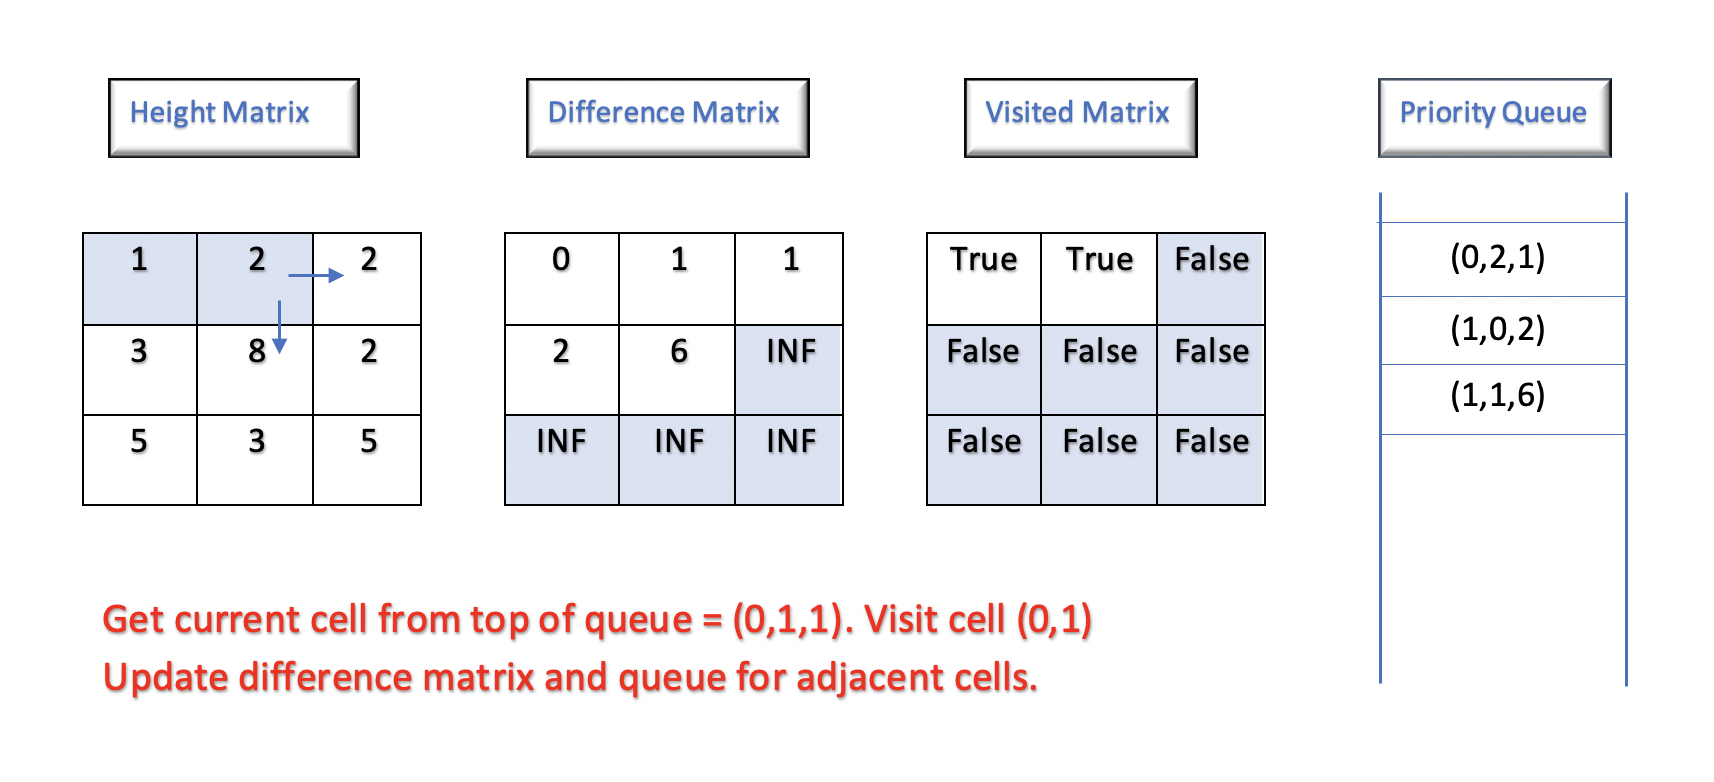 Height Matrix
Difference Matrix
Visited Matrix
Priority Queue
1 2 2
3 8 2
5 3 5
0 1 1
2 6 INF
INF INF INF
True True False
False False False
False False False
(0,2,1)
(1,0,2)
(1,1,6)
Get current cell from top of queue = (0,1,1). Visit cell (0,1)
Update difference matrix and queue for adjacent cells.